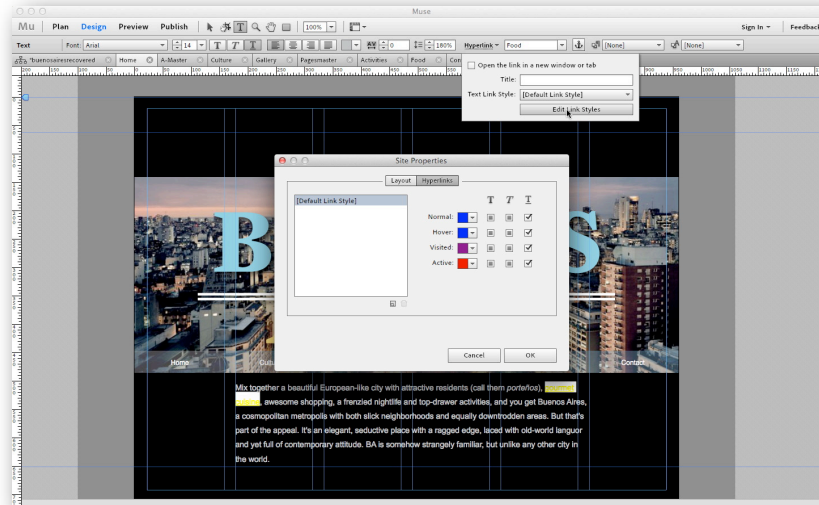 Muse
Mu Plan Design Preview Publish T 100% Sign In Feedback
Text Font: Arial 14 T T T 0 180% Hyperlink Food [None] [None]
*buenosairesrecovered Home A-Master Culture Gallery Pagesmaster Activities Food Con
Open the link in a new window or tab
Title:
Text Link Style: [Default Link Style]
Edit Link Styles
Site Properties
Layout Hyperlinks
[Default Link Style]
T T T
Normal:
Hover:
Visited:
Active:
Cancel OK
B S
Home Cultu Contact
Mix together a beautiful European-like city with attractive residents (call them porteños), gourmet
cuisine, awesome shopping, a frenzied nightlife and top-drawer activities, and you get Buenos Aires,
a cosmopolitan metropolis with both slick neighborhoods and equally downtrodden areas. But that's
part of the appeal. It's an elegant, seductive place with a ragged edge, laced with old-world languor
and yet full of contemporary attitude. BA is somehow strangely familiar, but unlike any other city in
the world.